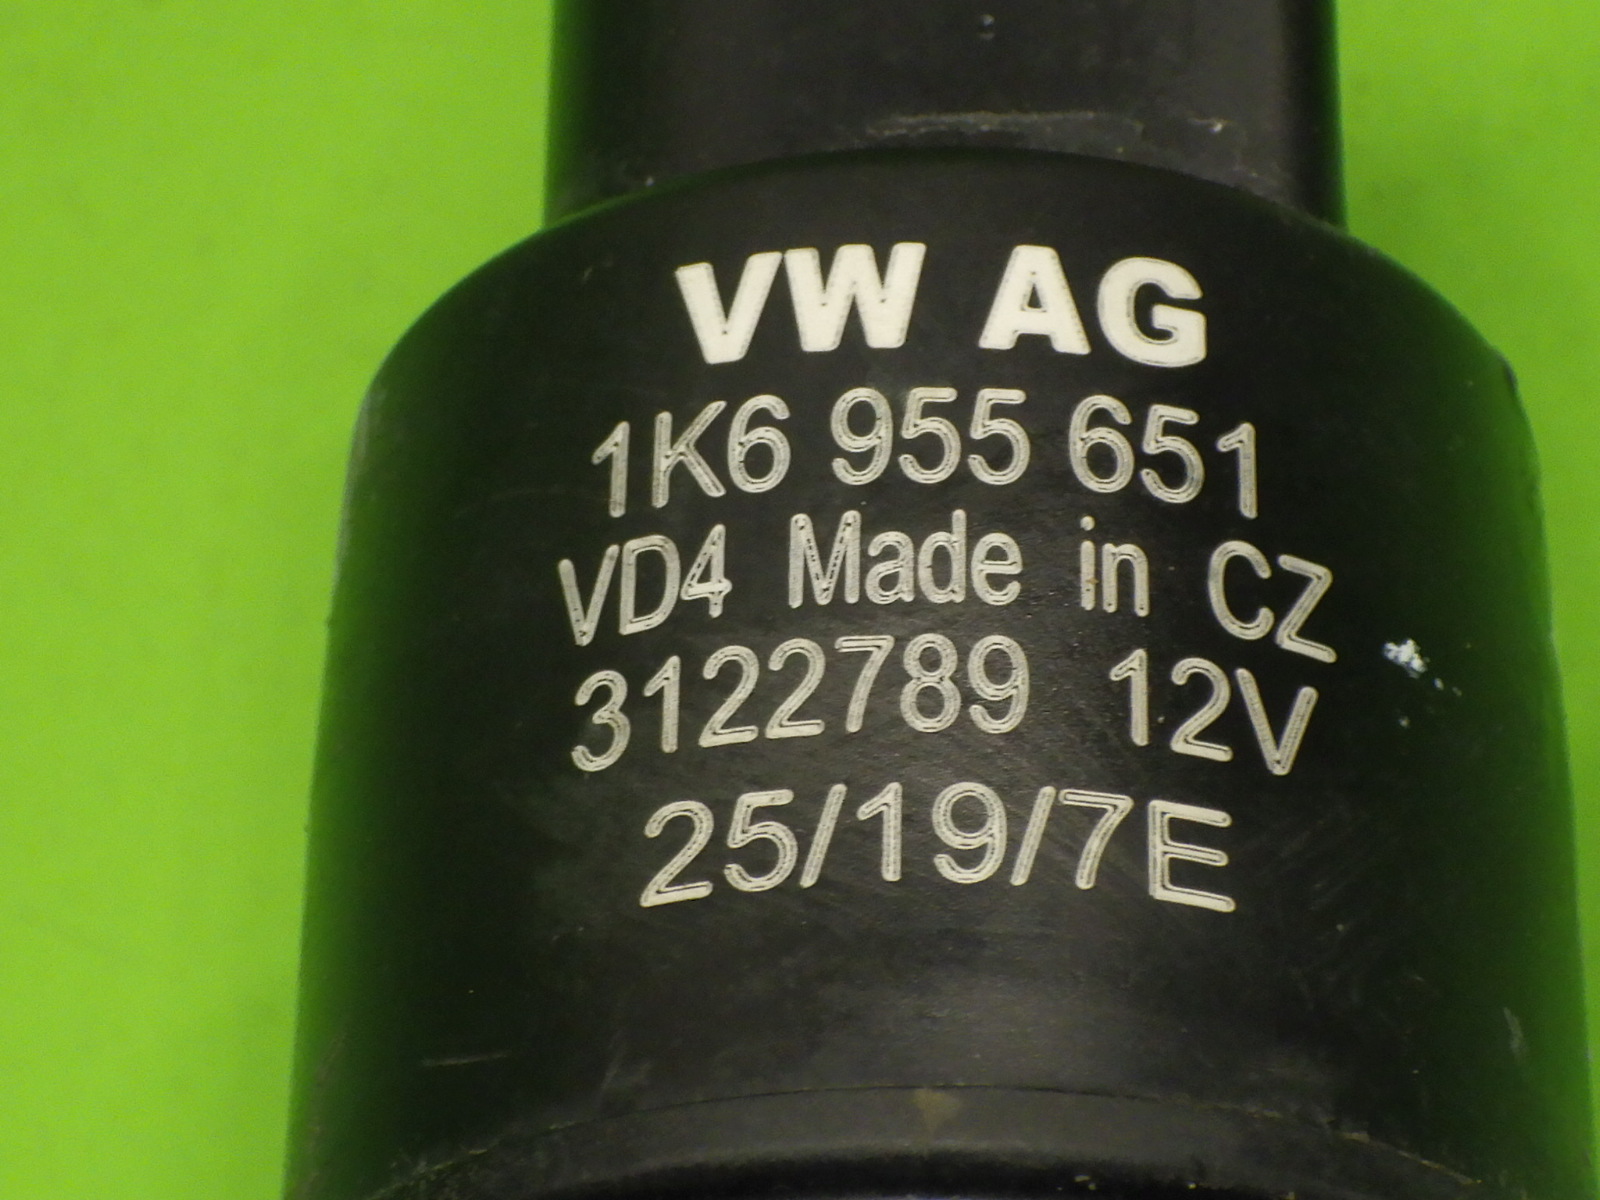 VW AG
1K6 955 651
VD4 Made in CZ
3122789 12V
25/19/7E